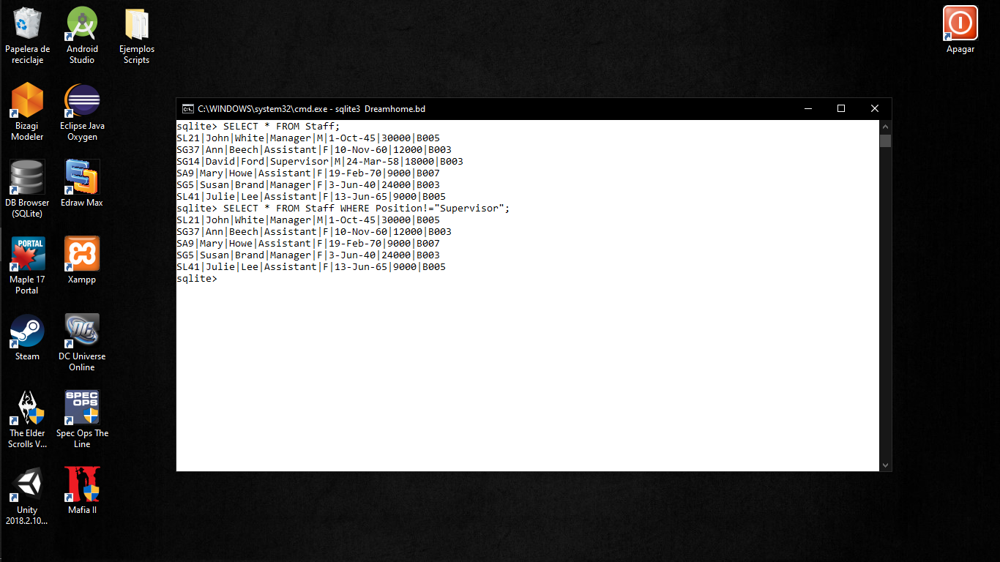 Papelera de
reciclaje
Android
Studio
Ejemplos
Scripts
Apagar
Bizagi
Modeler
Eclipse Java
Oxygen
DB Browser
(SQLite)
Edraw Max
PORTAL
Maple 17
Portal
Xampp
Steam
DC
DC Universe
Online
The Elder
Scrolls V...
SPEC
OPS
Spec Ops The
Line
Unity
2018.2.10...
Mafia II
C:\WINDOWS\system32\cmd.exe - sqlite3  Dreamhome.bd
sqlite> SELECT * FROM Staff;
SL21|John|White|Manager|M|1-Oct-45|30000|B005
SG37|Ann|Beech|Assistant|F|10-Nov-60|12000|B003
SG14|David|Ford|Supervisor|M|24-Mar-58|18000|B003
SA9|Mary|Howe|Assistant|F|19-Feb-70|9000|B007
SG5|Susan|Brand|Manager|F|3-Jun-40|24000|B003
SL41|Julie|Lee|Assistant|F|13-Jun-65|9000|B005
sqlite> SELECT * FROM Staff WHERE Position!="Supervisor";
SL21|John|White|Manager|M|1-Oct-45|30000|B005
SG37|Ann|Beech|Assistant|F|10-Nov-60|12000|B003
SA9|Mary|Howe|Assistant|F|19-Feb-70|9000|B007
SG5|Susan|Brand|Manager|F|3-Jun-40|24000|B003
SL41|Julie|Lee|Assistant|F|13-Jun-65|9000|B005
sqlite>